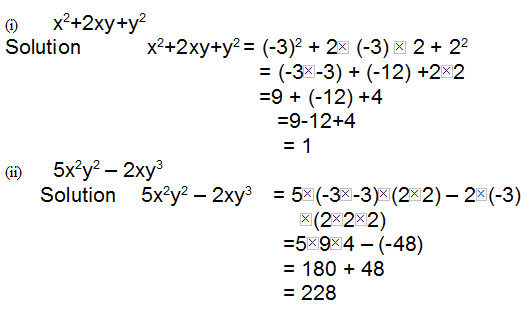 (i) x²+2xy+y²
Solution x²+2xy+y² = (-3)² + 2× (-3) × 2 + 2²
= (-3×-3) + (-12) +2×2
=9 + (-12) +4
=9-12+4
= 1
(ii) 5x²y² – 2xy³
Solution 5x²y² – 2xy³ = 5×(-3×-3)×(2×2) – 2×(-3)
×(2×2×2)
=5×9×4 – (-48)
= 180 + 48
= 228